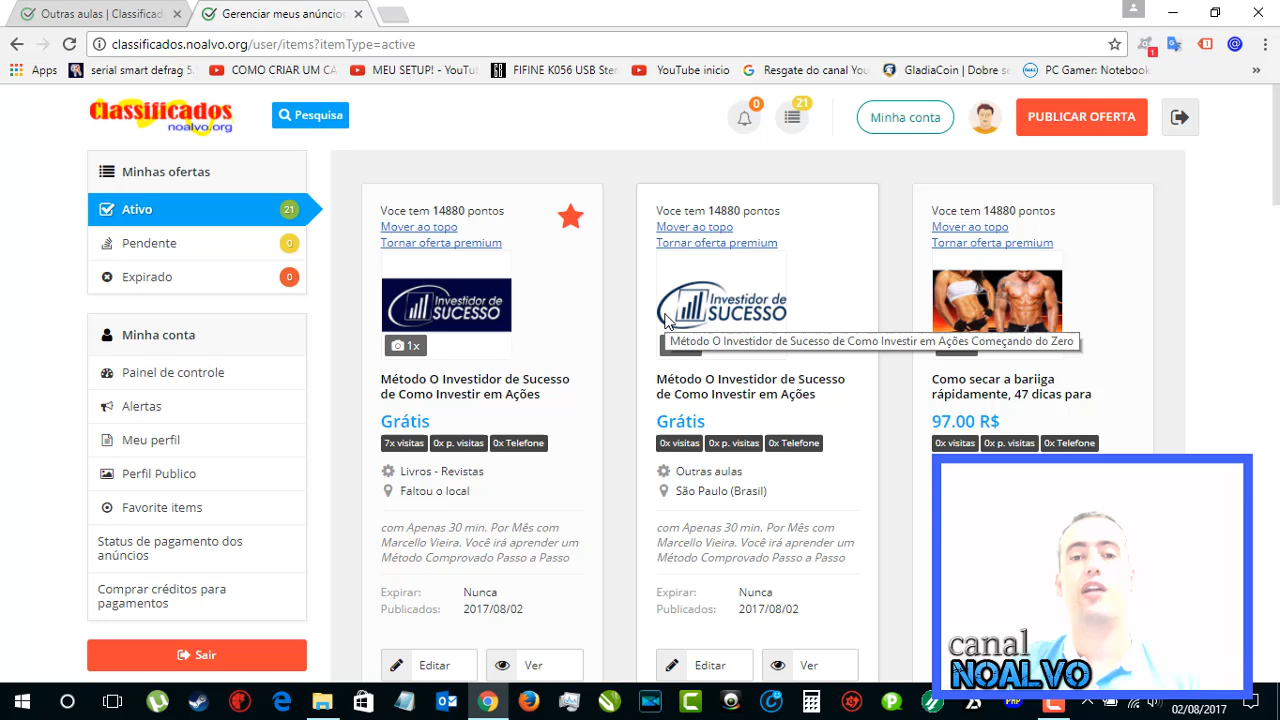 Outras aulas | Classificad
Gerenciar meus anúncios
classificados.noalvo.org/user/items?itemType=active
Apps
serial smart defrag 5.
COMO CRIAR UM CA
MEU SETUP! - YouTu
FIFINE K056 USB Ster
YouTube inicio
Resgate do canal You
GladiaCoin | Dobre se
PC Gamer: Notebook
Classificados
noalvo.org
Pesquisa
0
21
Minha conta
PUBLICAR OFERTA
Minhas ofertas
Ativo
21
Pendente
0
Expirado
0
Minha conta
Painel de controle
Alertas
Meu perfil
Perfil Publico
Favorite items
Status de pagamento dos
anúncios
Comprar créditos para
pagamentos
Sair
Voce tem 14880 pontos
Mover ao topo
Tornar oferta premium
Investidor de
SUCESSO
1x
Método O Investidor de Sucesso
de Como Investir em Ações
Grátis
7x visitas
0x p. visitas
0x Telefone
Livros - Revistas
Faltou o local
com Apenas 30 min. Por Mês com
Marcello Vieira. Você irá aprender um
Método Comprovado Passo a Passo
Expirar:
Nunca
Publicados:
2017/08/02
Editar
Ver
Voce tem 14880 pontos
Mover ao topo
Tornar oferta premium
Investidor de
SUCESSO
Método O Investidor de Sucesso de Como Investir em Ações Começando do Zero
Método O Investidor de Sucesso
de Como Investir em Ações
Grátis
0x visitas
0x p. visitas
0x Telefone
Outras aulas
São Paulo (Brasil)
com Apenas 30 min. Por Mês com
Marcello Vieira. Você irá aprender um
Método Comprovado Passo a Passo
Expirar:
Nunca
Publicados:
2017/08/02
Editar
Ver
Voce tem 14880 pontos
Mover ao topo
Tornar oferta premium
Como secar a bariiga
rápidamente, 47 dicas para
97.00 R$
0x visitas
0x p. visitas
0x Telefone
canal
NOALVO
02/08/2017